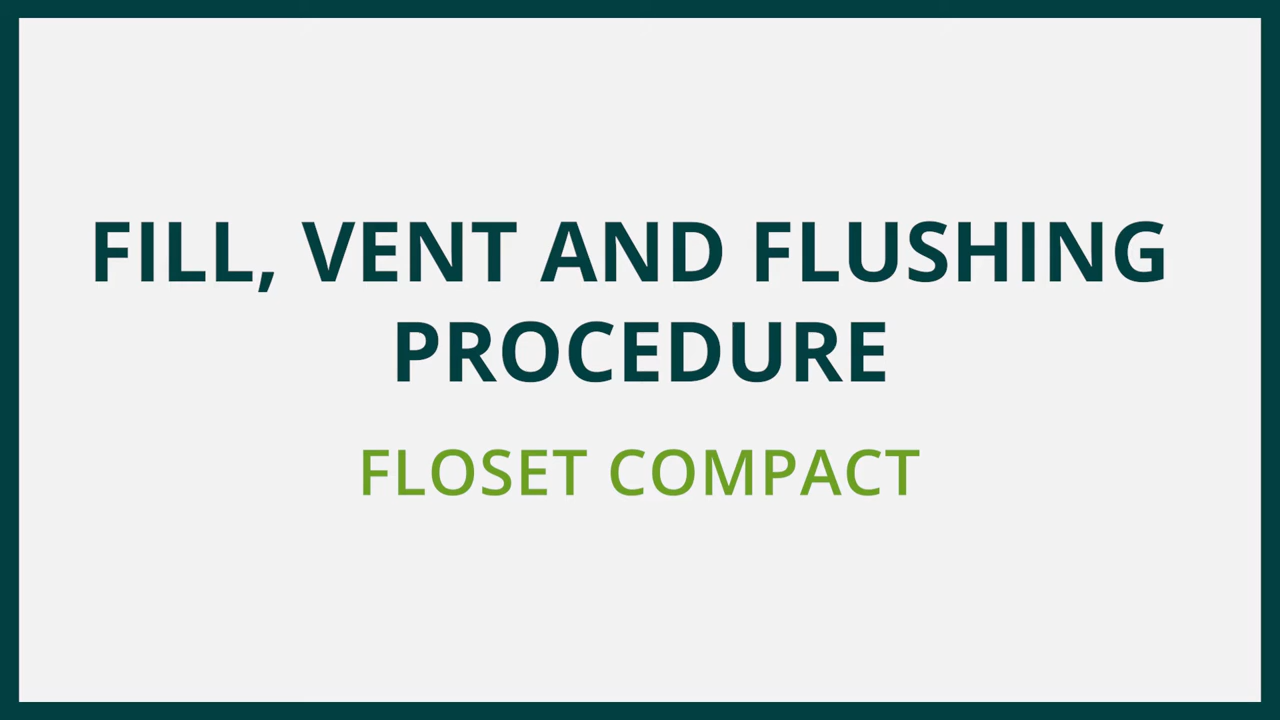 FILL, VENT AND FLUSHING
PROCEDURE
FLOSET COMPACT